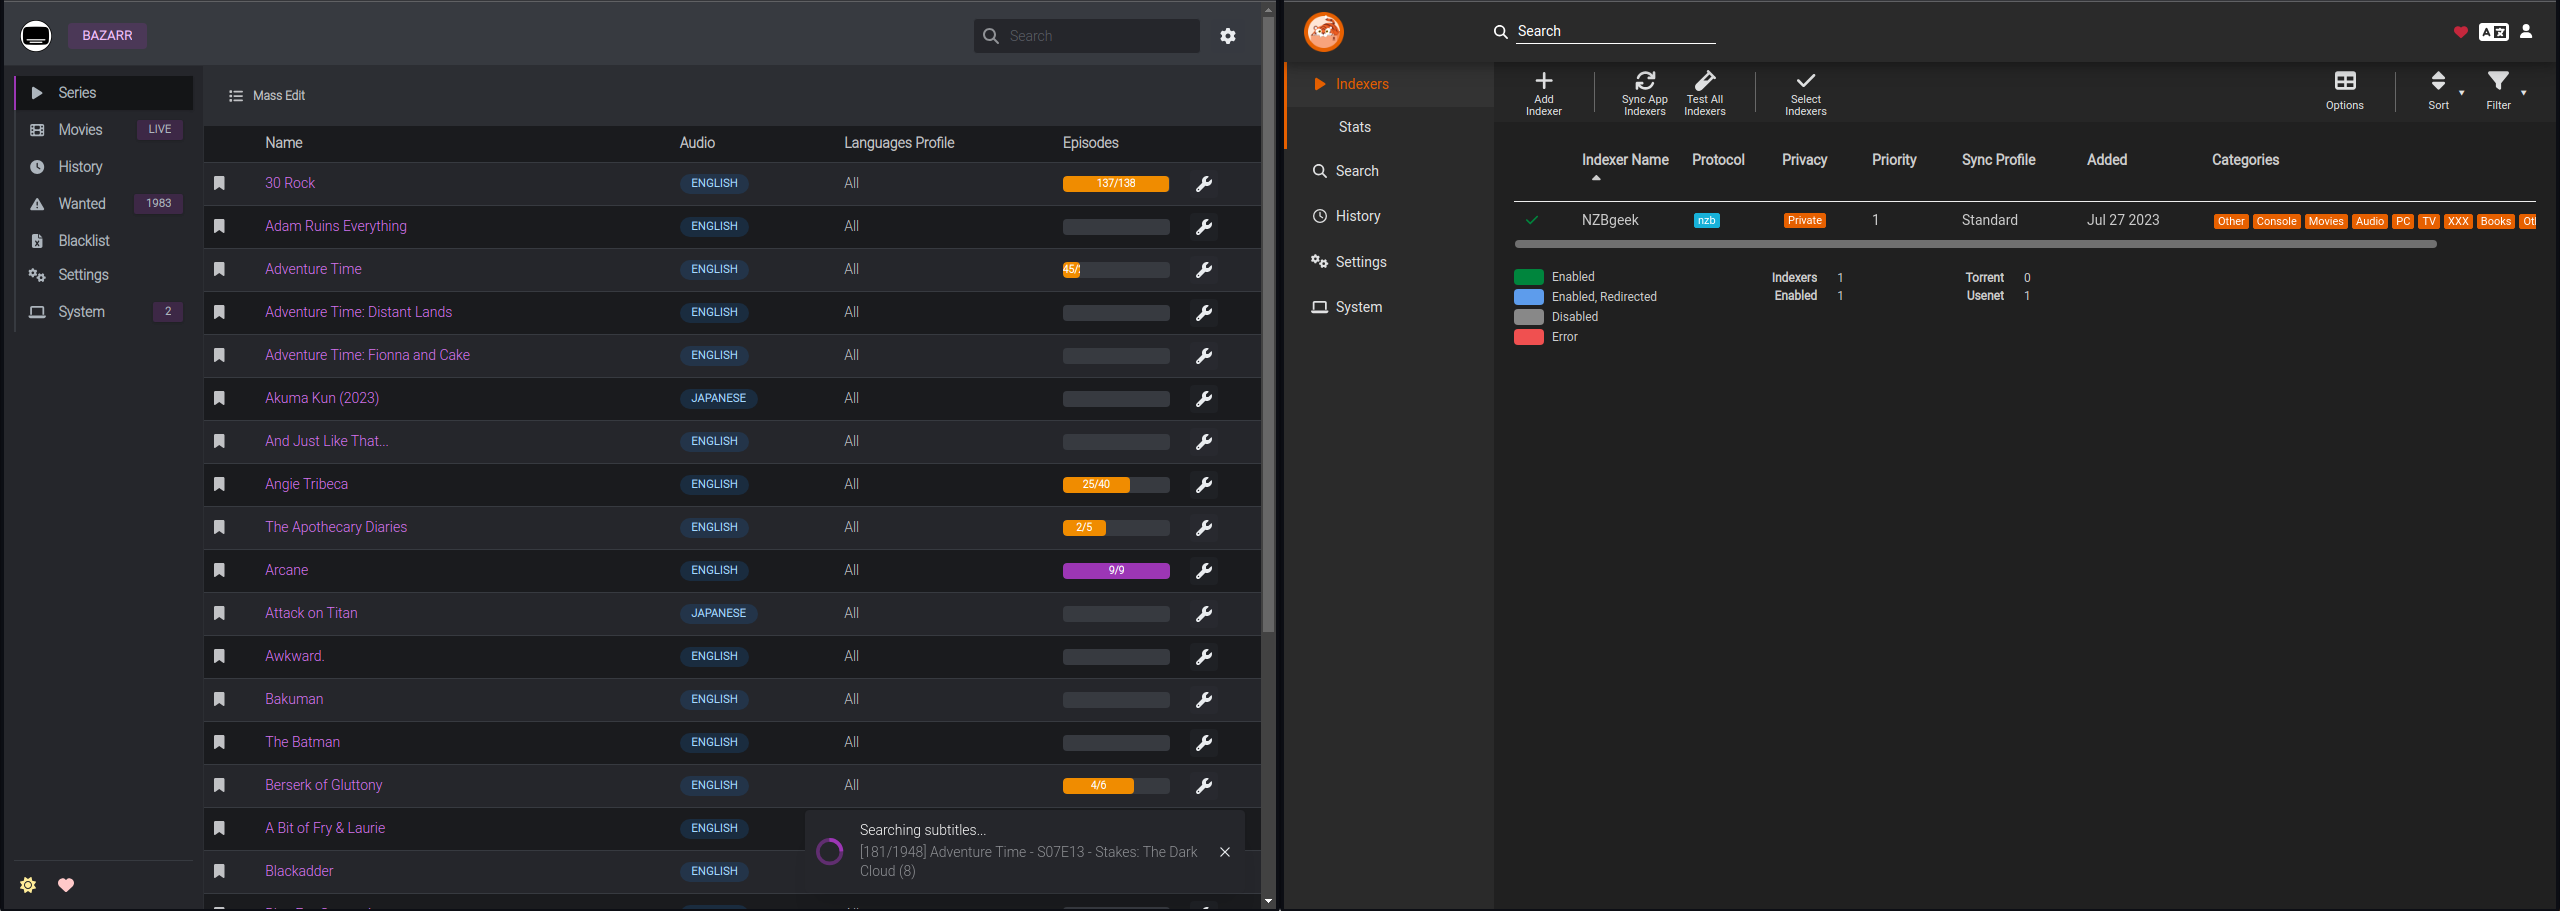 BAZARR
Search
Series
Movies LIVE
History
Wanted 1983
Blacklist
Settings
System 2
Mass Edit
Name Audio Languages Profile Episodes
30 Rock ENGLISH All 137/138
Adam Ruins Everything ENGLISH All
Adventure Time ENGLISH All 45/
Adventure Time: Distant Lands ENGLISH All
Adventure Time: Fionna and Cake ENGLISH All
Akuma Kun (2023) JAPANESE All
And Just Like That... ENGLISH All
Angie Tribeca ENGLISH All 25/40
The Apothecary Diaries ENGLISH All 2/5
Arcane ENGLISH All 9/9
Attack on Titan JAPANESE All
Awkward. ENGLISH All
Bakuman ENGLISH All
The Batman ENGLISH All
Berserk of Gluttony ENGLISH All 4/6
A Bit of Fry & Laurie ENGLISH
Blackadder ENGLISH
Searching subtitles...
[181/1948] Adventure Time - S07E13 - Stakes: The Dark
Cloud (8)
Search
Indexers
Stats
Search
History
Settings
System
Add
Indexer
Sync App
Indexers
Test All
Indexers
Select
Indexers
Options
Sort
Filter
Indexer Name Protocol Privacy Priority Sync Profile Added Categories
NZBgeek nzb Private 1 Standard Jul 27 2023 Other Console Movies Audio PC TV XXX Books Ot
Enabled
Enabled, Redirected
Disabled
Error
Indexers 1
Enabled 1
Torrent 0
Usenet 1